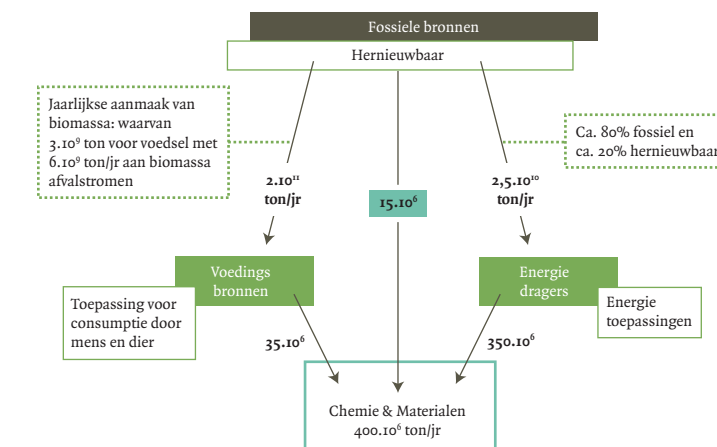 Fossiele bronnen
Hernieuwbaar
Jaarlijkse aanmaak van
biomassa: waarvan
3.10⁹ ton voor voedsel met
6.10⁹ ton/jr aan biomassa
afvalstromen
Ca. 80% fossiel en
ca. 20% hernieuwbaar
2.10¹¹
ton/jr
15.10⁶
2,5.10¹⁰
ton/jr
Voedings
bronnen
Energie
dragers
Toepassing voor
consumptie door
mens en dier
Energie
toepassingen
35.10⁶
350.10⁶
Chemie & Materialen
400.10⁶ ton/jr